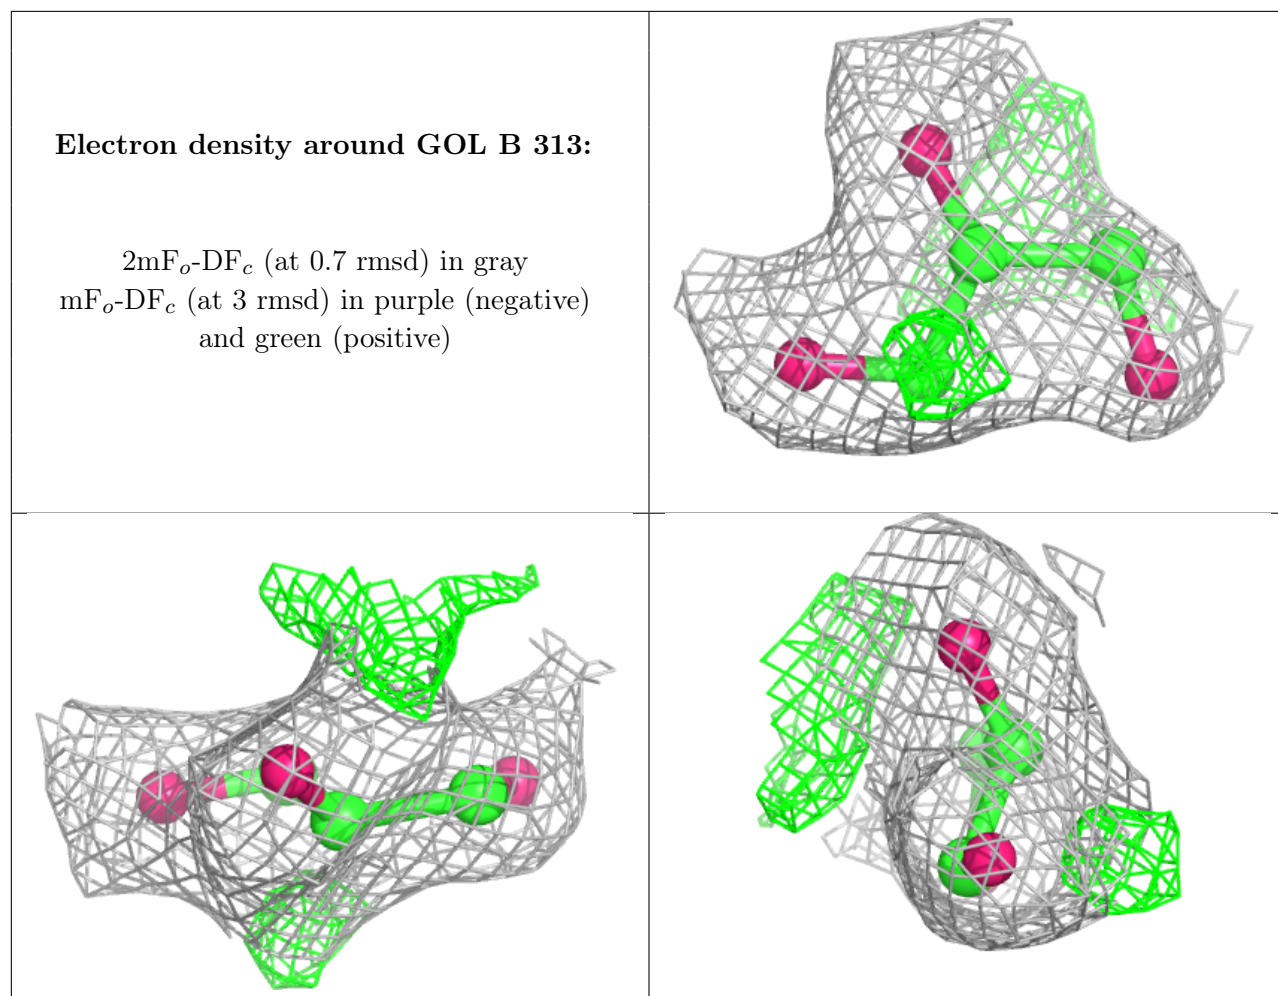 Electron density around GOL B 313:
2mFo-DFc (at 0.7 rmsd) in gray
mFo-DFc (at 3 rmsd) in purple (negative)
and green (positive)